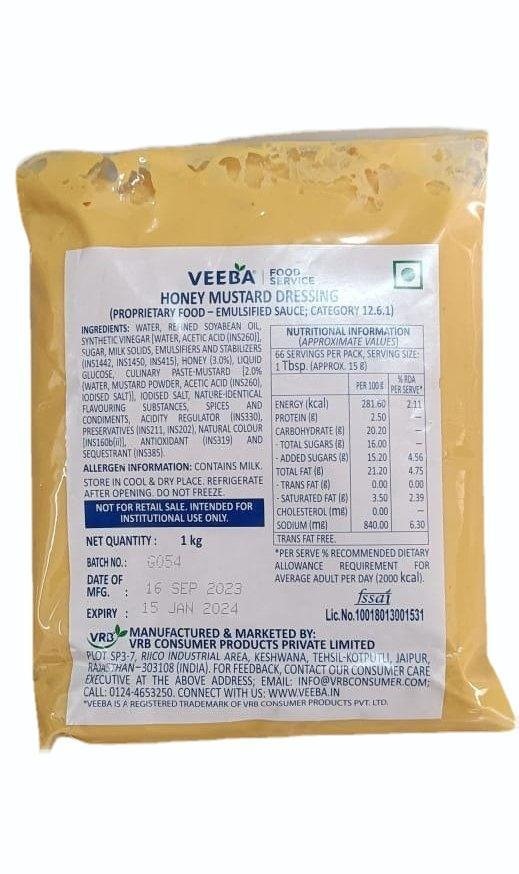 VEEBA | FOOD SERVICE
HONEY MUSTARD DRESSING
(PROPRIETARY FOOD – EMULSIFIED SAUCE; CATEGORY 12.6.1)
INGREDIENTS: WATER, REFINED SOYABEAN OIL,
SYNTHETIC VINEGAR [WATER, ACETIC ACID (INS260)],
SUGAR, MILK SOLIDS, EMULSIFIERS AND STABILIZERS
(INS1442, INS1450, INS415), HONEY (3.0%), LIQUID
GLUCOSE, CULINARY PASTE-MUSTARD [2.0%
(WATER, MUSTARD POWDER, ACETIC ACID (INS260),
IODISED SALT)], IODISED SALT, NATURE-IDENTICAL
FLAVOURING SUBSTANCES, SPICES AND
CONDIMENTS, ACIDITY REGULATOR (INS330),
PRESERVATIVES (INS211, INS202), NATURAL COLOUR
[INS160b(ii)], ANTIOXIDANT (INS319) AND
SEQUESTRANT (INS385).
ALLERGEN INFORMATION: CONTAINS MILK.
STORE IN COOL & DRY PLACE. REFRIGERATE
AFTER OPENING. DO NOT FREEZE.
NOT FOR RETAIL SALE. INTENDED FOR
INSTITUTIONAL USE ONLY.
NET QUANTITY : 1 kg
BATCH NO.: G054
DATE OF
MFG. : 16 SEP 2023
EXPIRY : 15 JAN 2024
NUTRITIONAL INFORMATION
(APPROXIMATE VALUES)
66 SERVINGS PER PACK, SERVING SIZE:
1 Tbsp. (APPROX. 15 g)
PER 100 g % RDA PER SERVE*
ENERGY (kcal) 281.60 2.11
PROTEIN (g) 2.50 –
CARBOHYDRATE (g) 20.20 –
- TOTAL SUGARS (g) 16.00 –
- ADDED SUGARS (g) 15.20 4.56
TOTAL FAT (g) 21.20 4.75
- TRANS FAT (g) 0.00 0.00
- SATURATED FAT (g) 3.50 2.39
CHOLESTEROL (mg) 0.00 –
SODIUM (mg) 840.00 6.30
TRANS FAT FREE.
*PER SERVE % RECOMMENDED DIETARY
ALLOWANCE REQUIREMENT FOR
AVERAGE ADULT PER DAY (2000 kcal).
fssai
Lic. No. 10018013001531
VRB MANUFACTURED & MARKETED BY:
VRB CONSUMER PRODUCTS PRIVATE LIMITED
PLOT SP3-7, RIICO INDUSTRIAL AREA, KESHWANA, TEHSIL-KOTPUTLI, JAIPUR,
RAJASTHAN–303108 (INDIA). FOR FEEDBACK, CONTACT OUR CONSUMER CARE
EXECUTIVE AT THE ABOVE ADDRESS; EMAIL: INFO@VRBCONSUMER.COM;
CALL: 0124-4653250. CONNECT WITH US: WWW.VEEBA.IN
*VEEBA IS A REGISTERED TRADEMARK OF VRB CONSUMER PRODUCTS PVT. LTD.